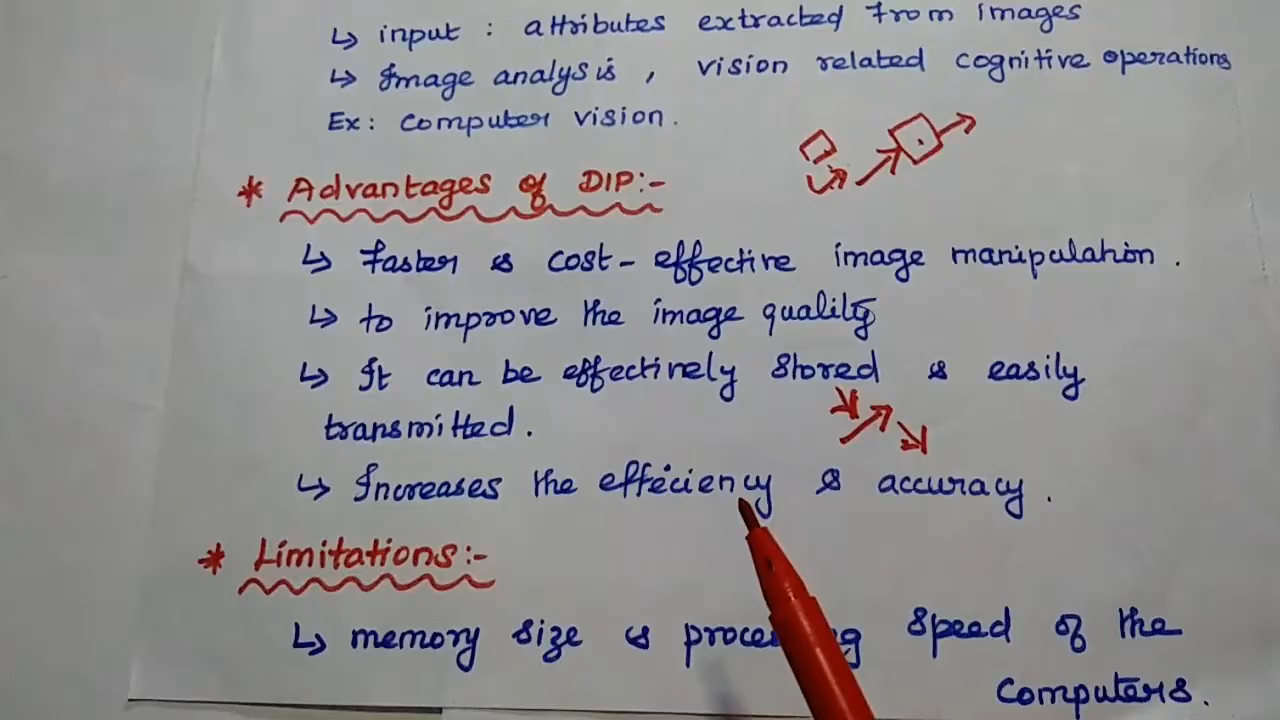 ↳ input : attributes extracted from images
↳ Image analysis , vision related cognitive operations
Ex : computer vision .
* Advantages of DIP:-
↳ Faster & cost-effective image manipulation .
↳ to improve the image quality
↳ It can be effectively stored & easily
transmitted .
↳ Increases the efféciency & accuracy .
* Limitations:-
↳ memory size & processing speed of the
computers .